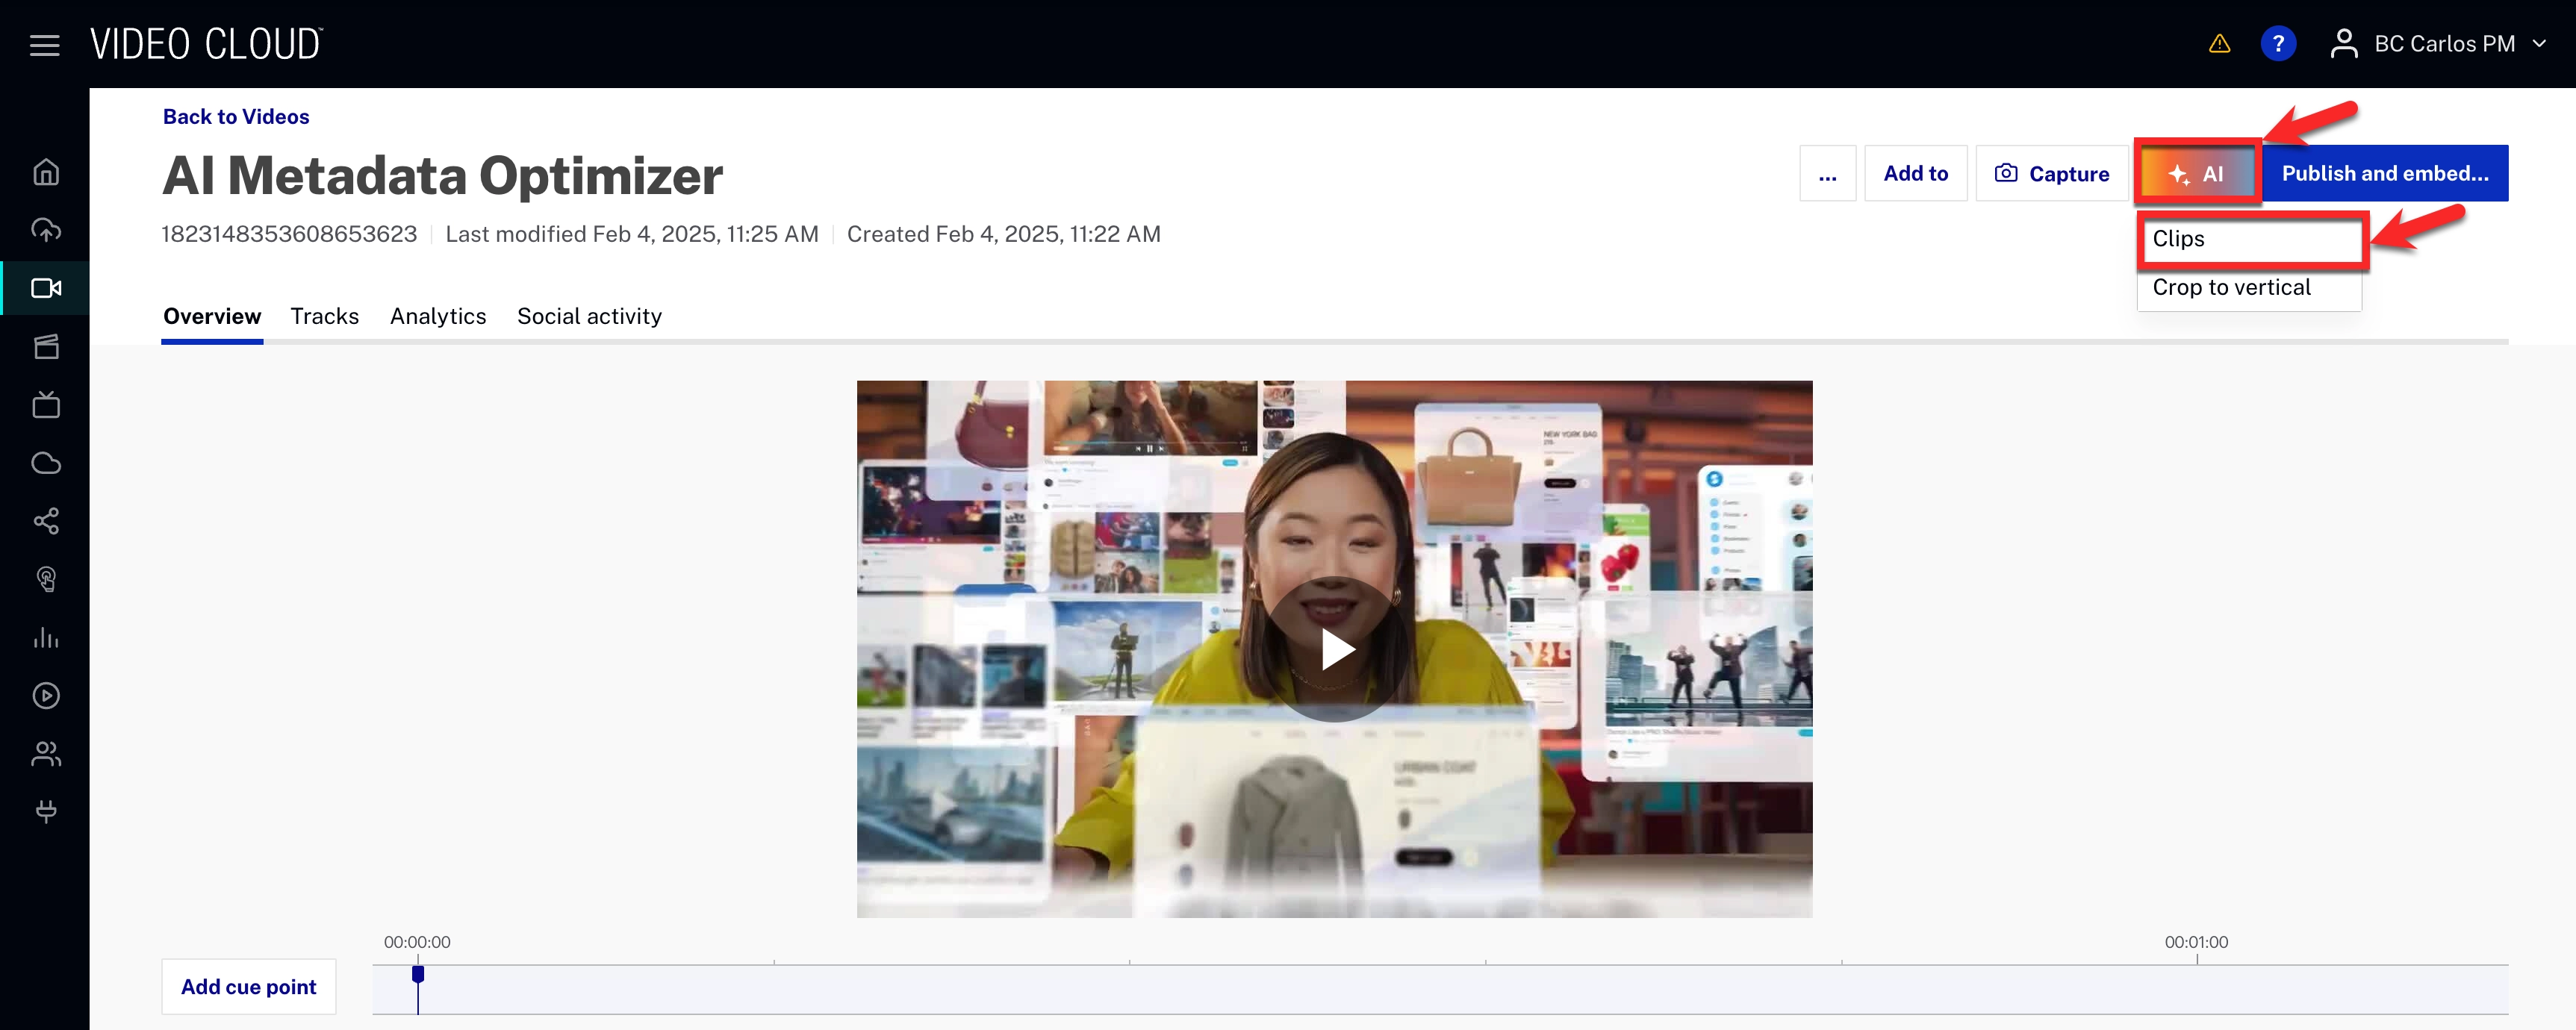 VIDEO CLOUD™
?
BC Carlos PM
Back to Videos
AI Metadata Optimizer
... Add to Capture AI Publish and embed...
1823148353608653623 Last modified Feb 4, 2025, 11:25 AM Created Feb 4, 2025, 11:22 AM
Clips
Crop to vertical
Overview Tracks Analytics Social activity
NEW YORK BAG
URBAN COAT
00:00:00 00:01:00
Add cue point